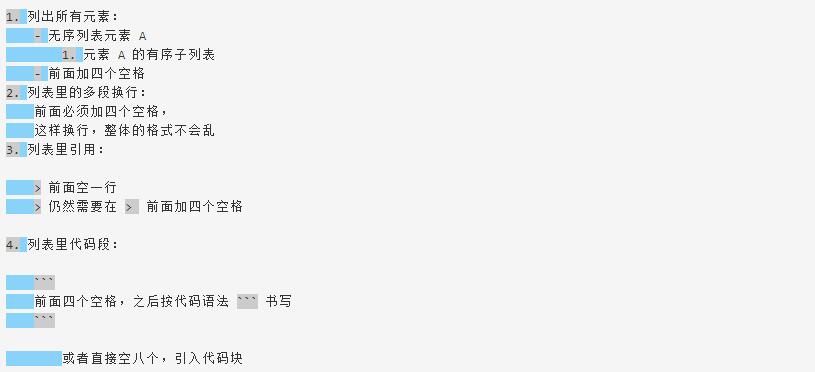 1. 列出所有元素：
    - 无序列表元素 A
        1. 元素 A 的有序子列表
    - 前面加四个空格
2. 列表里的多段换行：
    前面必须加四个空格，
    这样换行，整体的格式不会乱
3. 列表里引用：

    > 前面空一行
    > 仍然需要在 > 前面加四个空格

4. 列表里代码段：

    ```
    前面四个空格，之后按代码语法 ``` 书写
    ```

        或者直接空八个，引入代码块